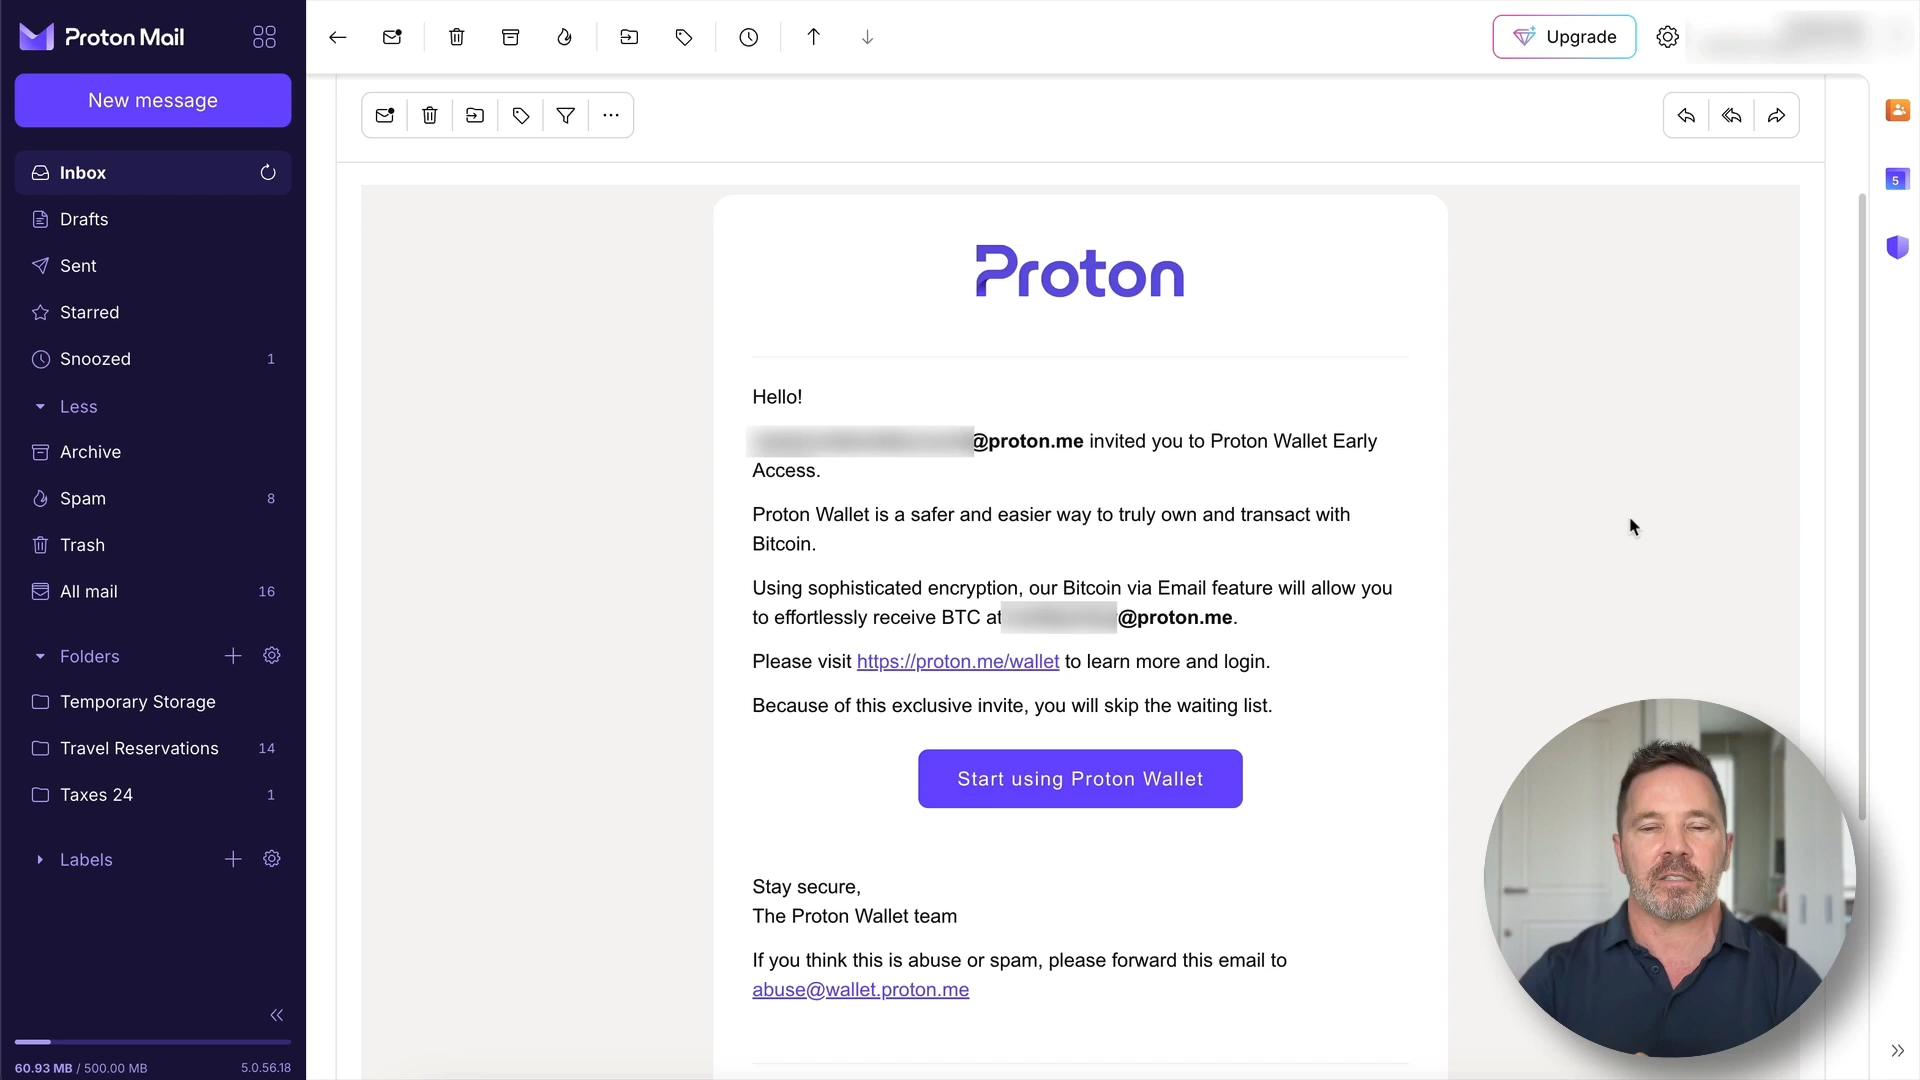 Proton Mail
Upgrade
New message
Inbox
Drafts
Sent
Starred
Snoozed 1
Less
Archive
Spam 8
Trash
All mail 16
Folders
Temporary Storage
Travel Reservations 14
Taxes 24 1
Labels
60.93 MB / 500.00 MB 5.0.56.18
Proton
Hello!
@proton.me invited you to Proton Wallet Early
Access.
Proton Wallet is a safer and easier way to truly own and transact with
Bitcoin.
Using sophisticated encryption, our Bitcoin via Email feature will allow you
to effortlessly receive BTC at @proton.me.
Please visit https://proton.me/wallet to learn more and login.
Because of this exclusive invite, you will skip the waiting list.
Start using Proton Wallet
Stay secure,
The Proton Wallet team
If you think this is abuse or spam, please forward this email to
abuse@wallet.proton.me
5